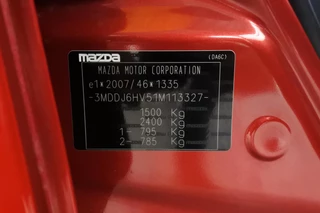 mazda
(DA6C)
MAZDA MOTOR CORPORATION
e1*2007/46*1335
-3MDDJ6HV51M113327-
1500 Kg
2400 Kg
1- 795 Kg
2- 785 Kg